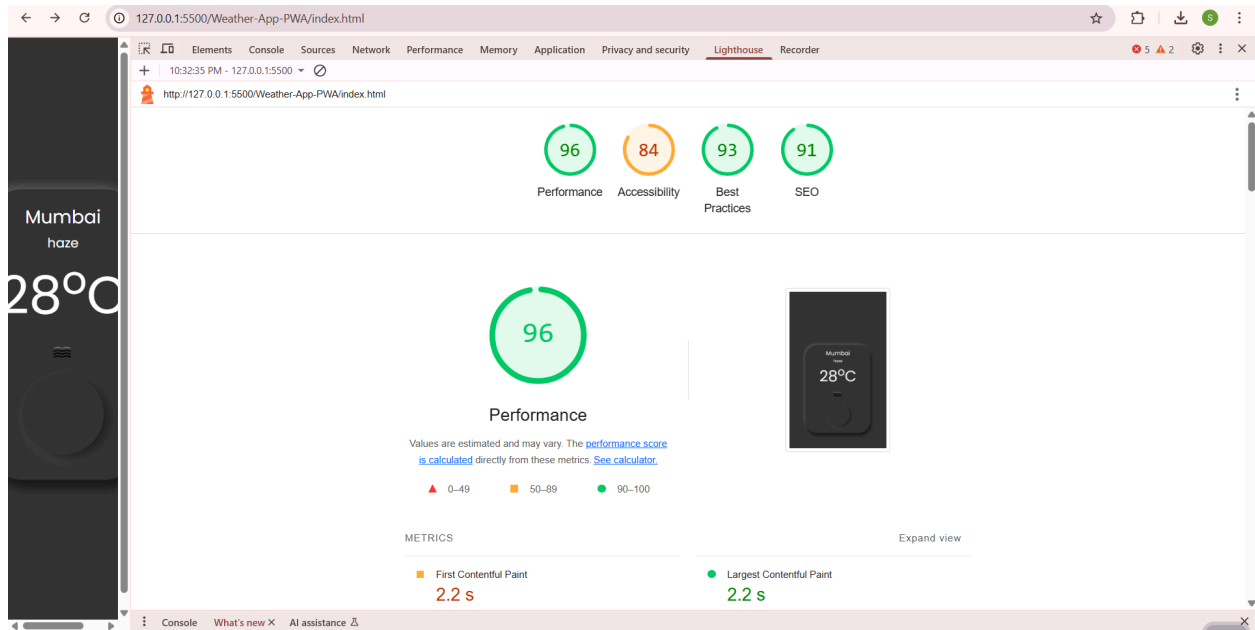 127.0.0.1:5500/Weather-App-PWA/index.html
S
Elements Console Sources Network Performance Memory Application Privacy and security Lighthouse Recorder
5 2
10:32:35 PM - 127.0.0.1:5500
http://127.0.0.1:5500/Weather-App-PWA/index.html
96 84 93 91
Performance Accessibility Best Practices SEO
Mumbai
haze
28°C
96
Performance
Values are estimated and may vary. The performance score
is calculated directly from these metrics. See calculator.
0–49 50–89 90–100
Mumbai
haze
28°C
METRICS Expand view
First Contentful Paint Largest Contentful Paint
2.2 s 2.2 s
Console What's new AI assistance